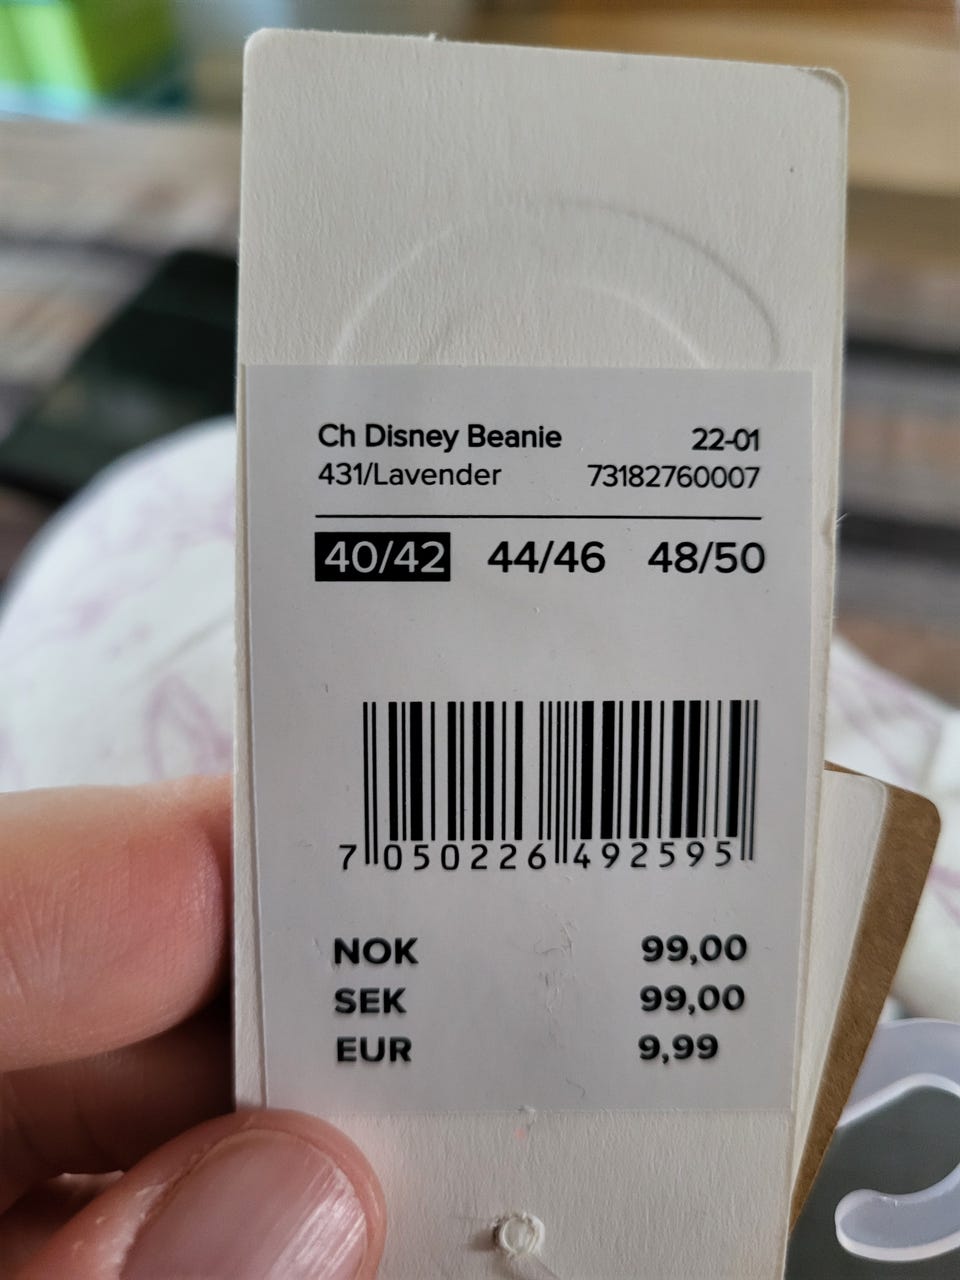 Ch Disney Beanie 22-01
431/Lavender 73182760007
40/42 44/46 48/50
7 050226 492595
NOK 99,00
SEK 99,00
EUR 9,99